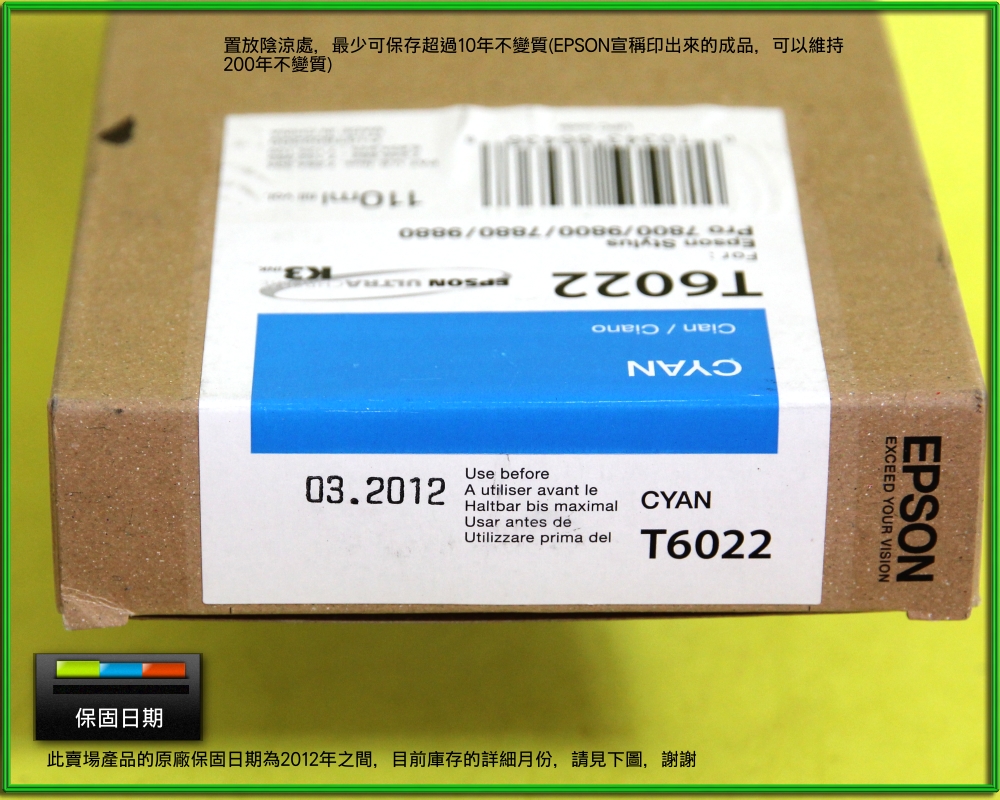 置放陰涼處，最少可保存超過10年不變質(EPSON宣稱印出來的成品，可以維持
200年不變質)
110ml
Pro 7800/9800/7880/9880
Epson Stylus
For:
EPSON ULTRACHROME K3 INK
T6022
Cian / Ciano
CYAN
03.2012
Use before
A utiliser avant le
Haltbar bis maximal
Usar antes de
Utilizzare prima del
CYAN
T6022
EPSON
EXCEED YOUR VISION
保固日期
此賣場產品的原廠保固日期為2012年之間，目前庫存的詳細月份，請見下圖，謝謝